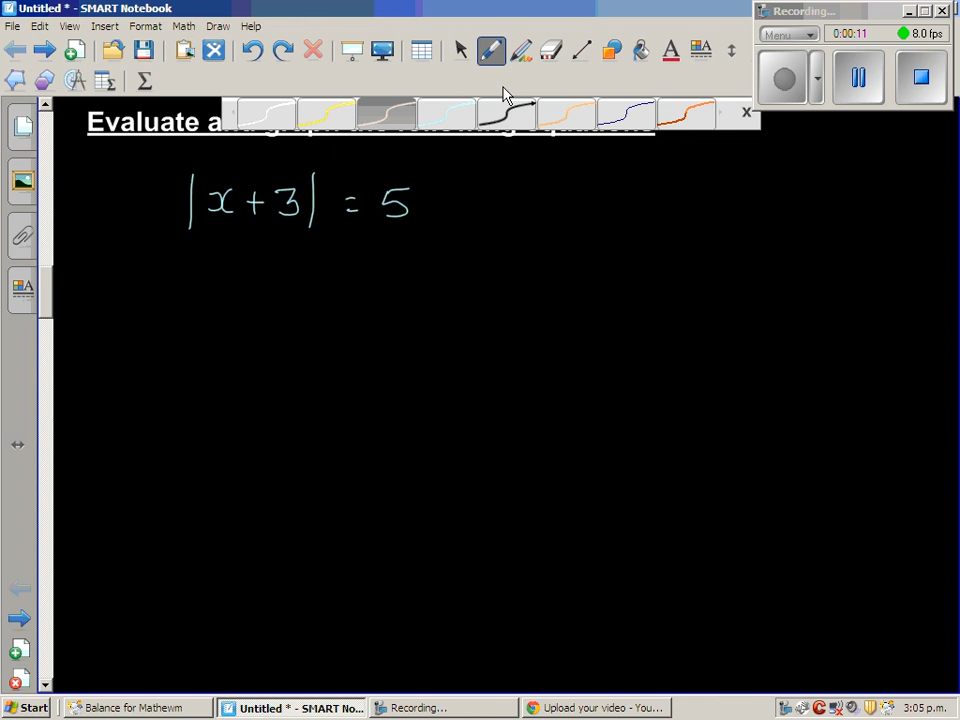 Untitled * - SMART Notebook
File Edit View Insert Format Math Draw Help
Recording...
Menu 0:00:11 8.0 fps
Evaluate a
|x+3| = 5
Start Balance for Mathewm Untitled * - SMART No... Recording... Upload your video - You... 3:05 p.m.